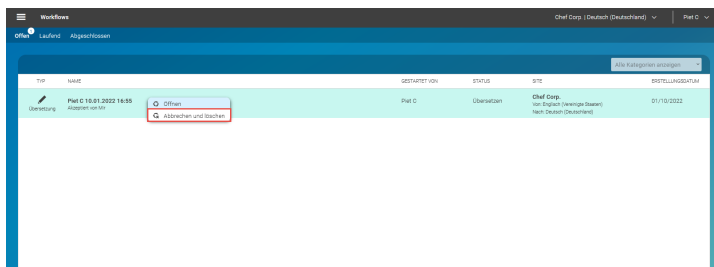 Workflows
Chef Corp. | Deutsch (Deutschland)
Piet C
Offen
Laufend
Abgeschlossen
Alle Kategorien anzeigen
TYP
NAME
GESTARTET VON
STATUS
SITE
ERSTELLUNGSDATUM
Übersetzung
Piet C 10.01.2022 16:55
Akzeptiert von Mir
Öffnen
Abbrechen und löschen
Piet C
Übersetzen
Chef Corp.
Von: Englisch (Vereinigte Staaten)
Nach: Deutsch (Deutschland)
01/10/2022